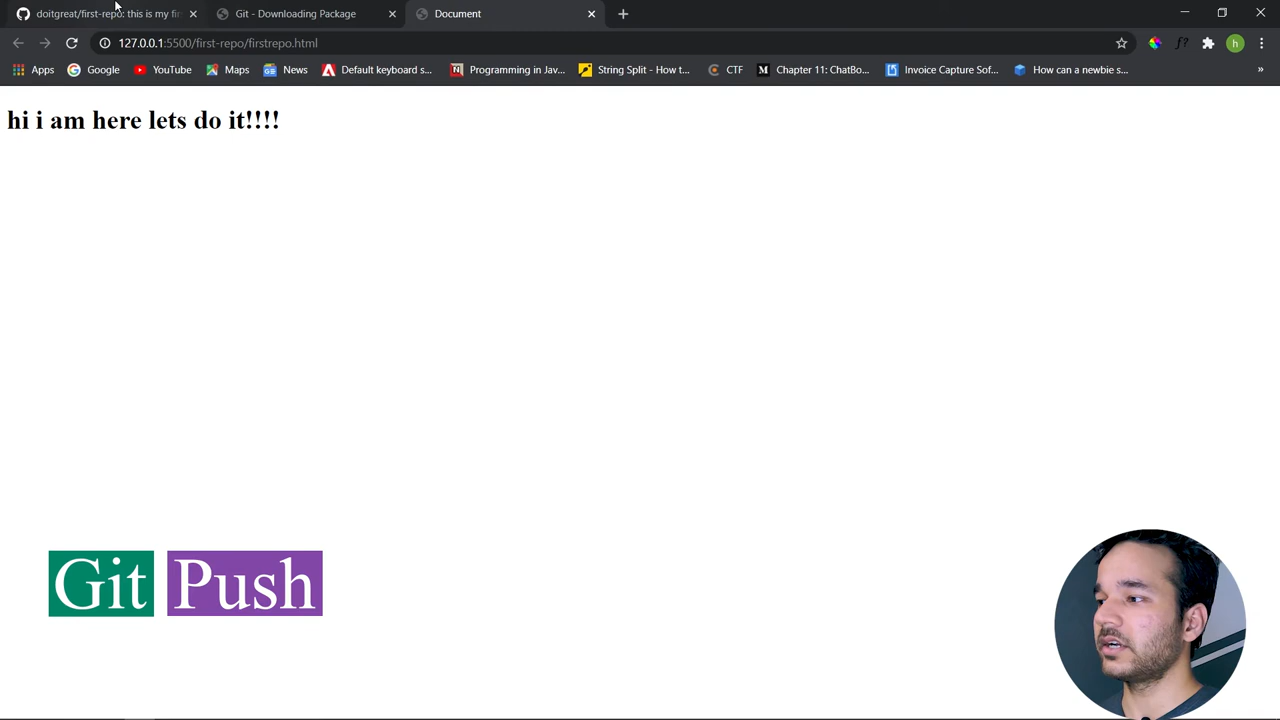 doitgreat/first-repo: this is my fir
Git - Downloading Package
Document
127.0.0.1:5500/first-repo/firstrepo.html
f?
h
Apps
Google
YouTube
Maps
News
Default keyboard s...
Programming in Jav...
String Split - How t...
CTF
Chapter 11: ChatBo...
Invoice Capture Sof...
How can a newbie s...
»
hi i am here lets do it!!!!
Git Push